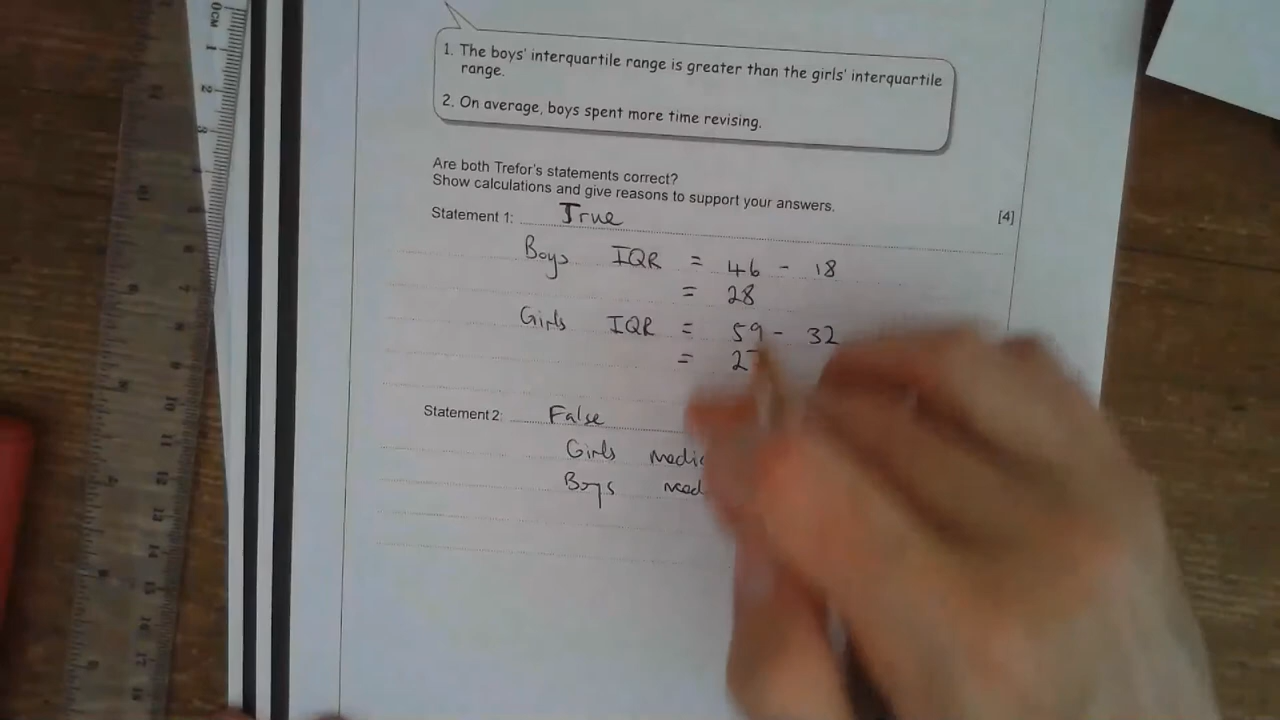 1. The boys' interquartile range is greater than the girls' interquartile
range.
2. On average, boys spent more time revising.
Are both Trefor's statements correct?
Show calculations and give reasons to support your answers.
[4]
Statement 1: True
Boys IQR = 46 - 18
= 28
Girls IQR = 59 - 32
= 27
Statement 2: False
Girls
Boys